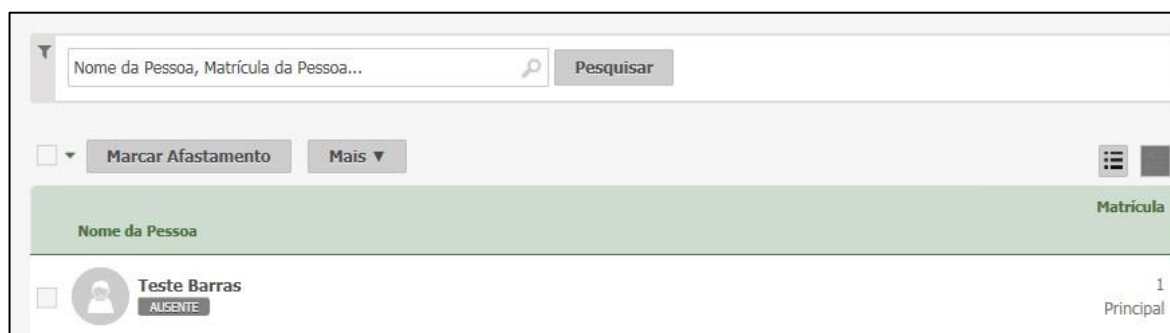 Nome da Pessoa, Matrícula da Pessoa... Pesquisar
Marcar Afastamento Mais ▼
Nome da Pessoa Matrícula
Teste Barras 1
AUSENTE Principal